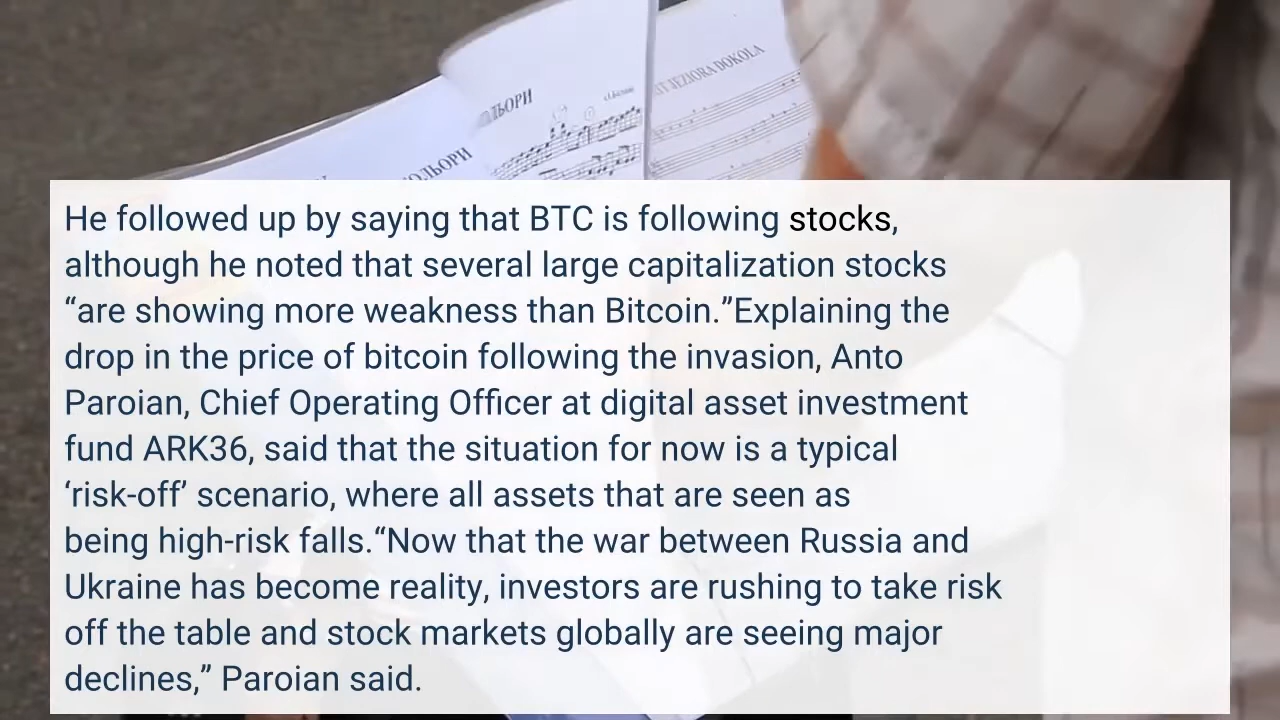 JEZIORA DOKOLA
He followed up by saying that BTC is following stocks,
although he noted that several large capitalization stocks
“are showing more weakness than Bitcoin.”Explaining the
drop in the price of bitcoin following the invasion, Anto
Paroian, Chief Operating Officer at digital asset investment
fund ARK36, said that the situation for now is a typical
‘risk-off’ scenario, where all assets that are seen as
being high-risk falls.“Now that the war between Russia and
Ukraine has become reality, investors are rushing to take risk
off the table and stock markets globally are seeing major
declines,” Paroian said.